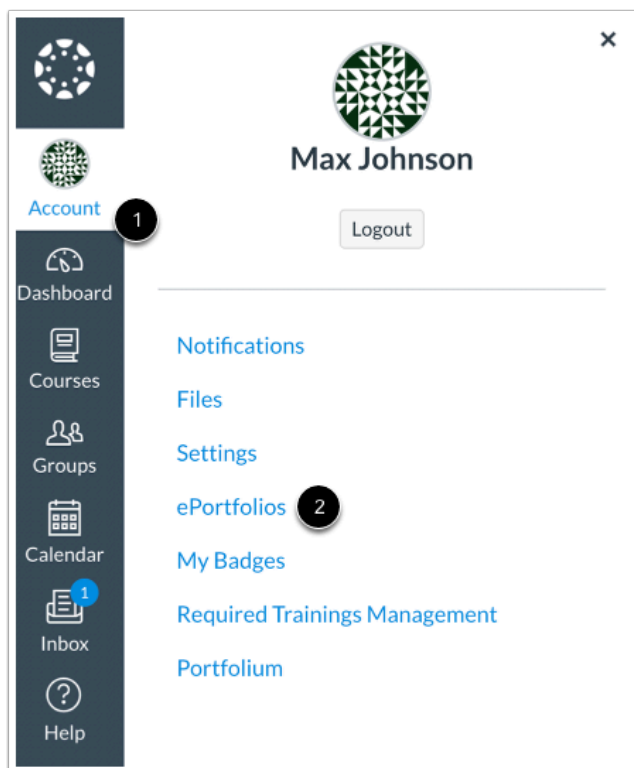 Account
1
Dashboard
Courses
Groups
Calendar
1
Inbox
?
Help
×
Max Johnson
Logout
Notifications
Files
Settings
ePortfolios 2
My Badges
Required Trainings Management
Portfolium